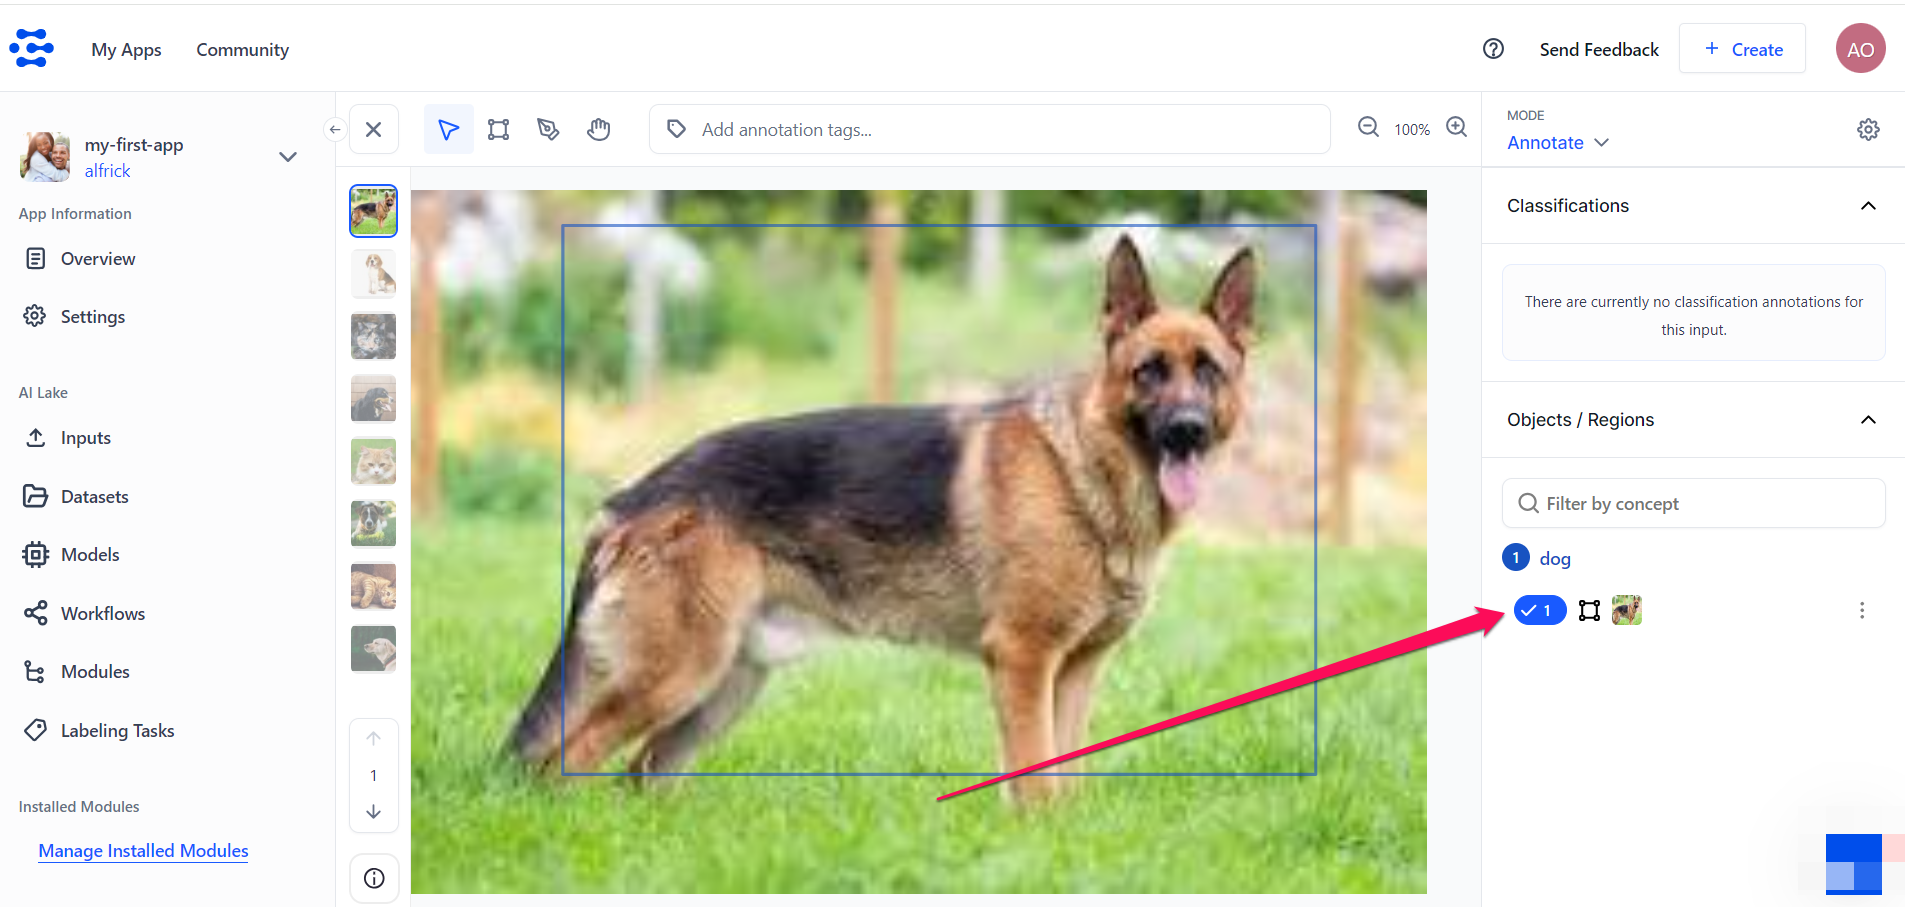 My Apps
Community
Send Feedback
+ Create
AO
my-first-app
alfrick
App Information
Overview
Settings
AI Lake
Inputs
Datasets
Models
Workflows
Modules
Labeling Tasks
Installed Modules
Manage Installed Modules
Add annotation tags...
100%
1
MODE
Annotate
Classifications
There are currently no classification annotations for
this input.
Objects / Regions
Filter by concept
1 dog
1